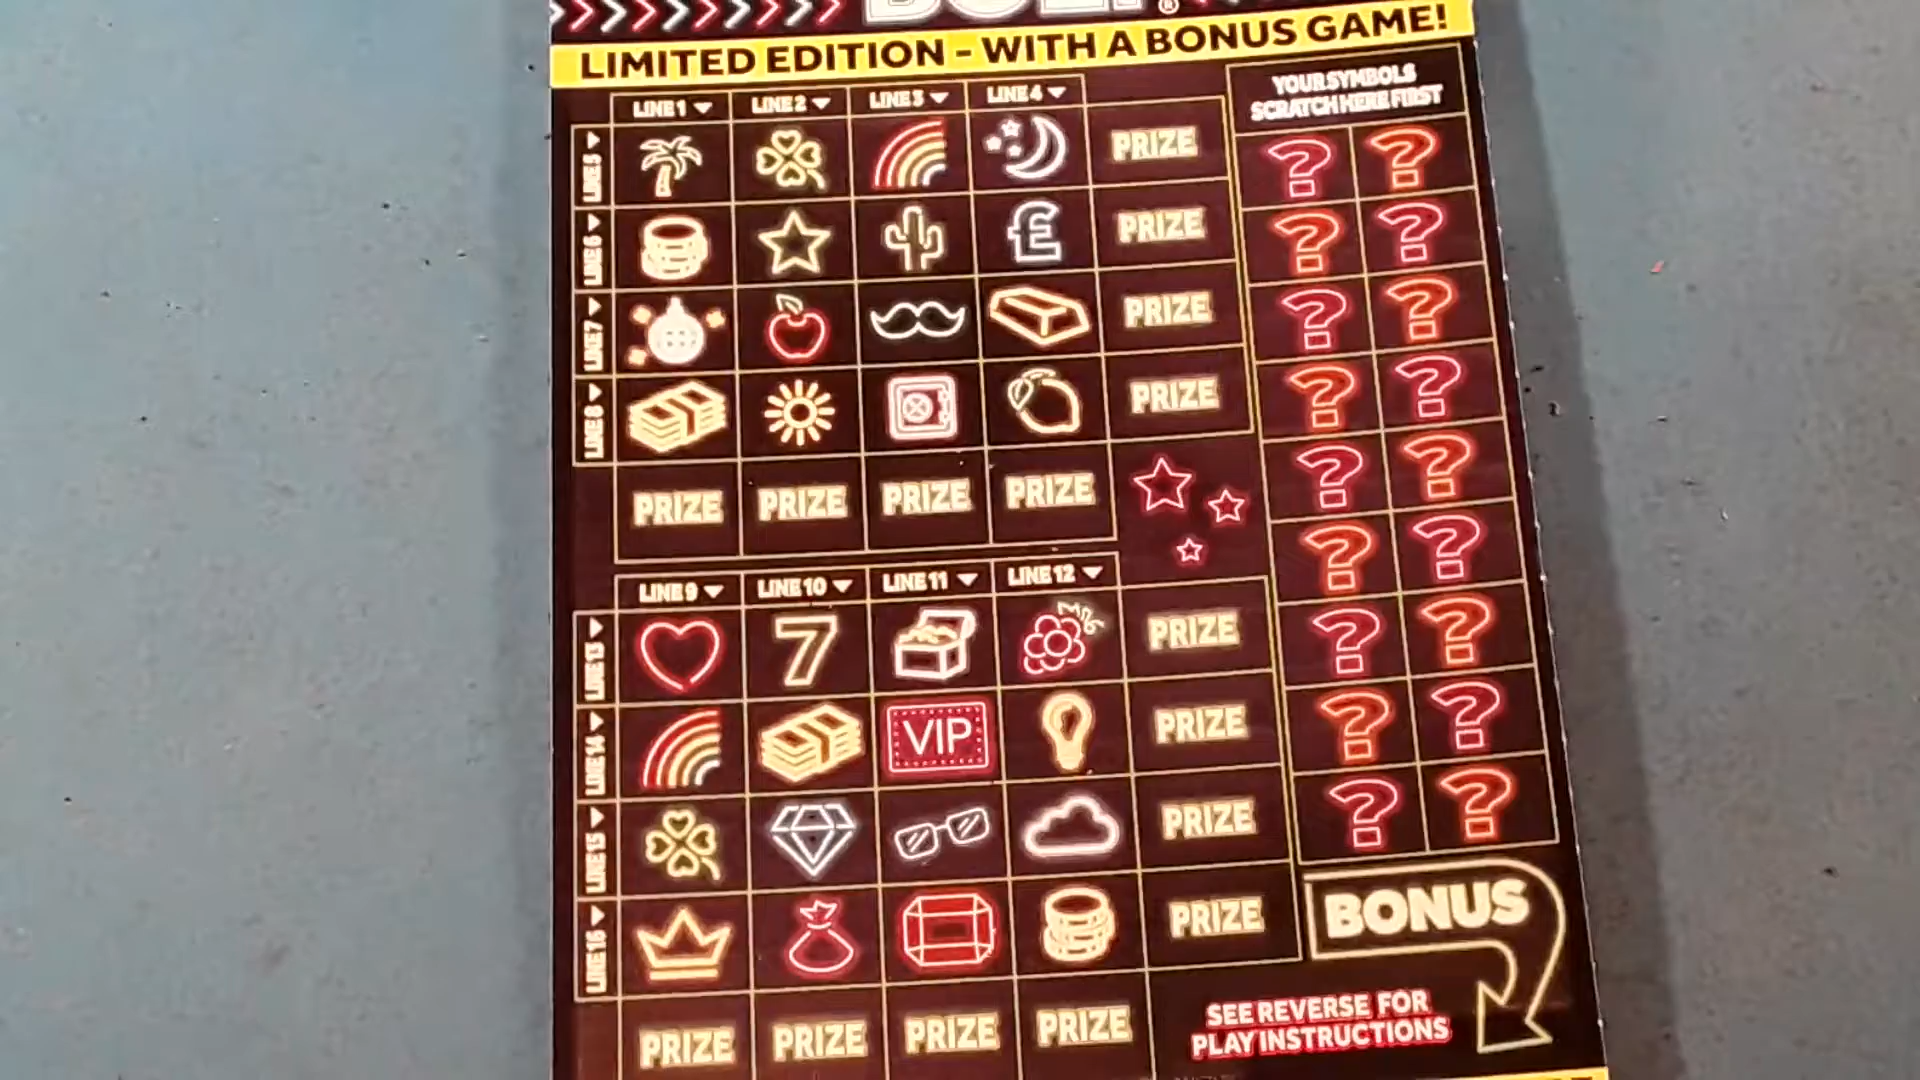 LIMITED EDITION - WITH A BONUS GAME!
YOUR SYMBOLS
SCRATCH HERE FIRST
LINE 1 LINE 2 LINE 3 LINE 4
LINE 5 PRIZE
LINE 6 £ PRIZE
LINE 7 PRIZE
LINE 8 PRIZE
PRIZE PRIZE PRIZE PRIZE
? ?
? ?
? ?
? ?
? ?
? ?
? ?
? ?
? ?
LINE 9 LINE 10 LINE 11 LINE 12
LINE 13 7 PRIZE
LINE 14 VIP PRIZE
LINE 15 PRIZE
LINE 16 PRIZE
PRIZE PRIZE PRIZE PRIZE
BONUS
SEE REVERSE FOR
PLAY INSTRUCTIONS